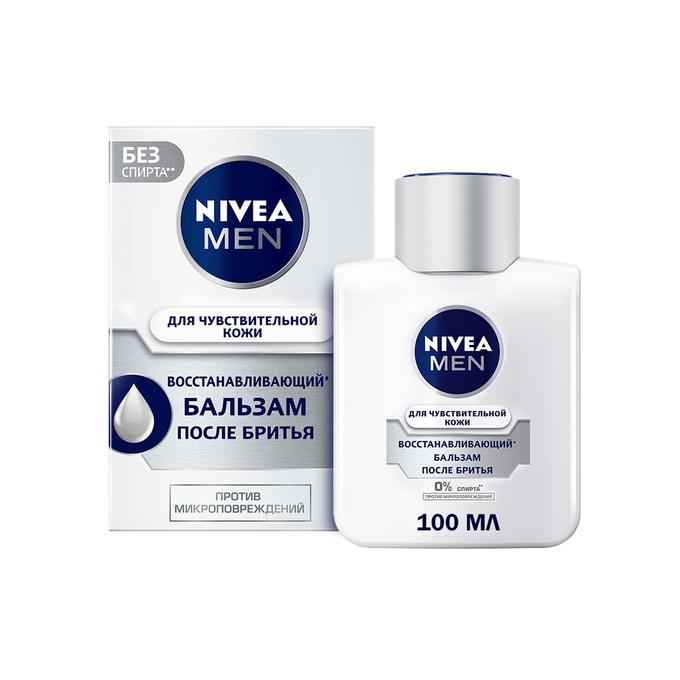 БЕЗ
СПИРТА**
NIVEA
MEN
ДЛЯ ЧУВСТВИТЕЛЬНОЙ
КОЖИ
ВОССТАНАВЛИВАЮЩИЙ*
БАЛЬЗАМ
ПОСЛЕ БРИТЬЯ
ПРОТИВ
МИКРОПОВРЕЖДЕНИЙ
NIVEA
MEN
ДЛЯ ЧУВСТВИТЕЛЬНОЙ
КОЖИ
ВОССТАНАВЛИВАЮЩИЙ*
БАЛЬЗАМ
ПОСЛЕ БРИТЬЯ
0% СПИРТА**
ПРОТИВ МИКРОПОВРЕЖДЕНИЙ
100 МЛ